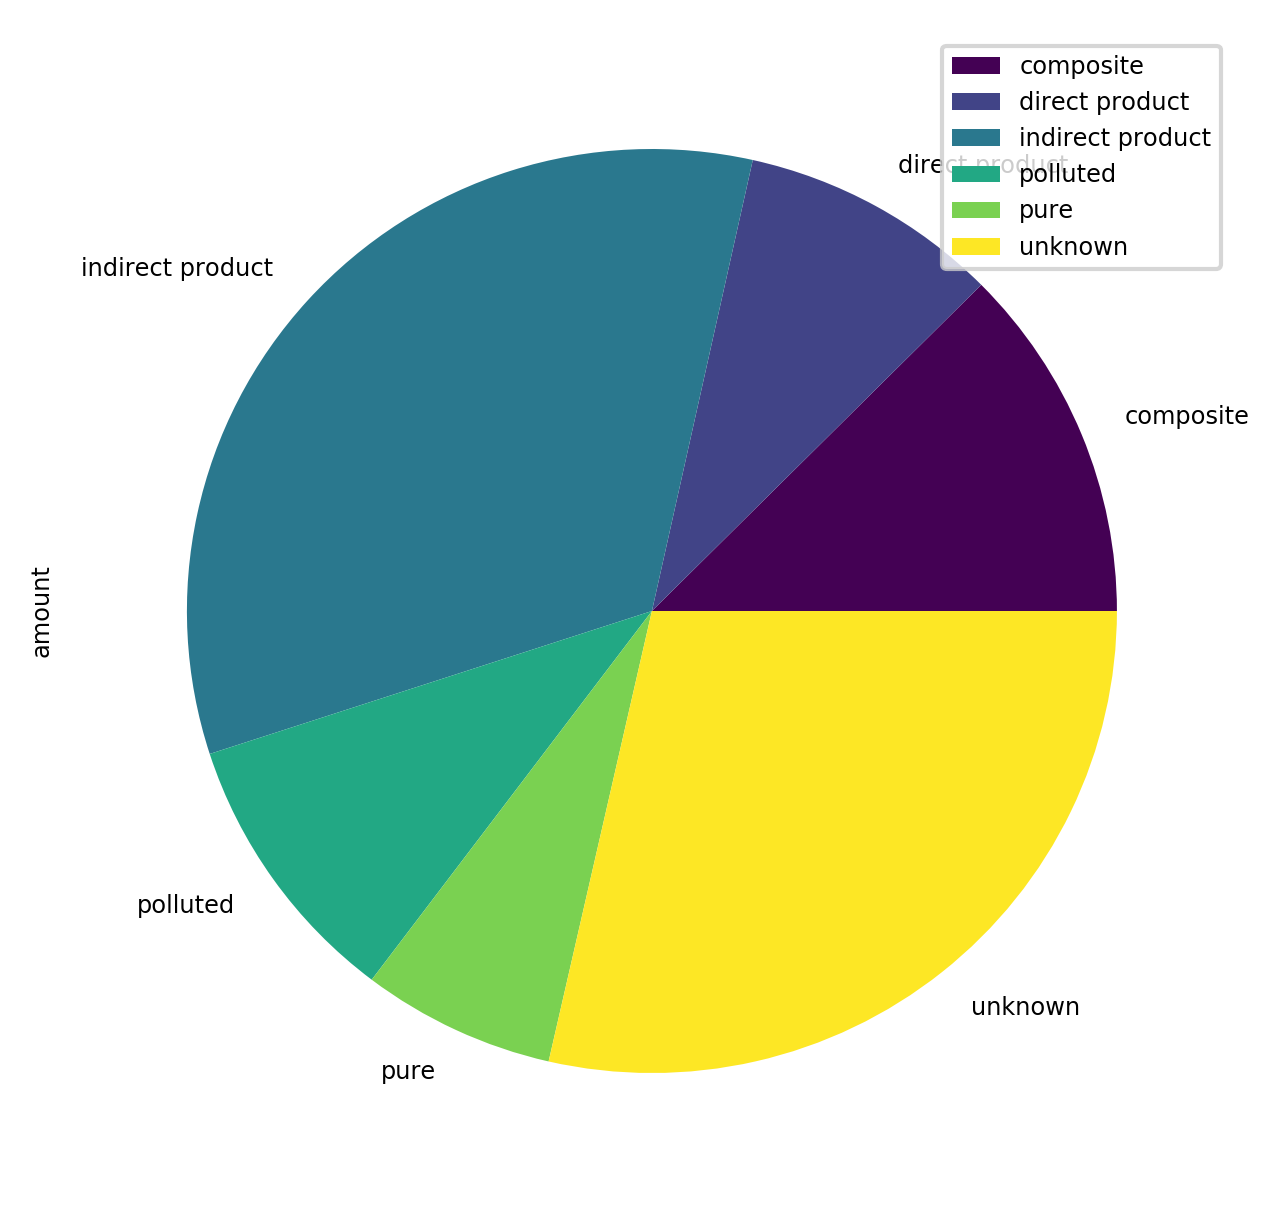 composite
direct product
indirect product
polluted
pure
unknown
direct product
indirect product
composite
amount
polluted
unknown
pure